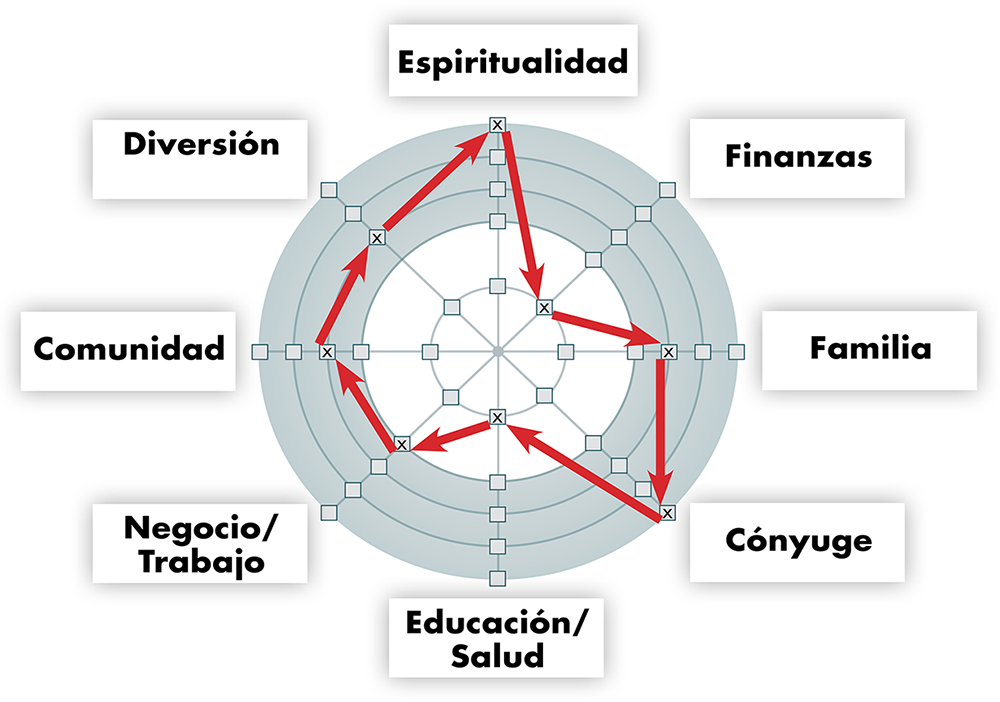 Espiritualidad
Diversión
Finanzas
x
x
x
Comunidad
x
x
Familia
x
x
x
Negocio/
Trabajo
Cónyuge
Educación/
Salud